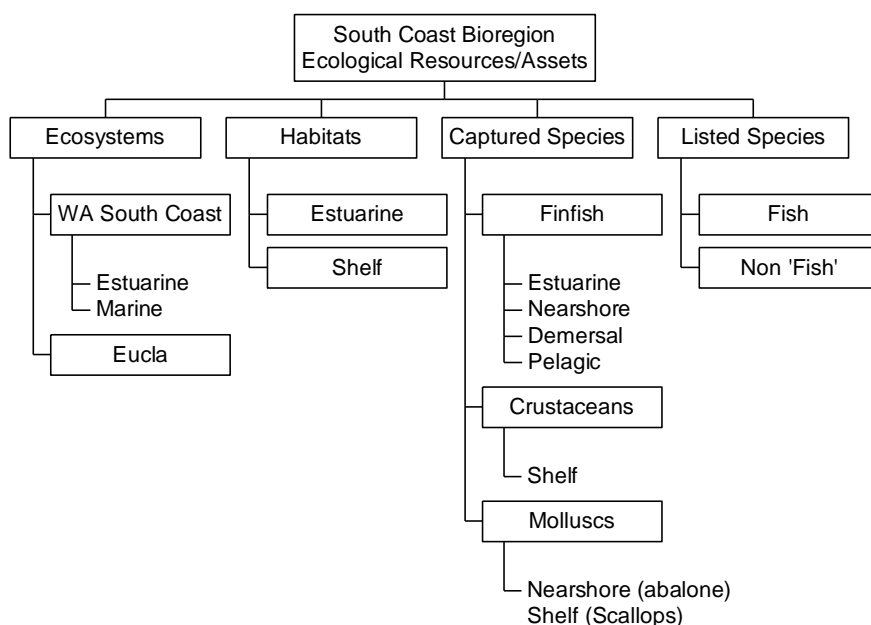 South Coast Bioregion
Ecological Resources/Assets
Ecosystems
Habitats
Captured Species
Listed Species
WA South Coast
Estuarine
Marine
Eucla
Estuarine
Shelf
Finfish
Estuarine
Nearshore
Demersal
Pelagic
Crustaceans
Shelf
Molluscs
Nearshore (abalone)
Shelf (Scallops)
Fish
Non 'Fish'